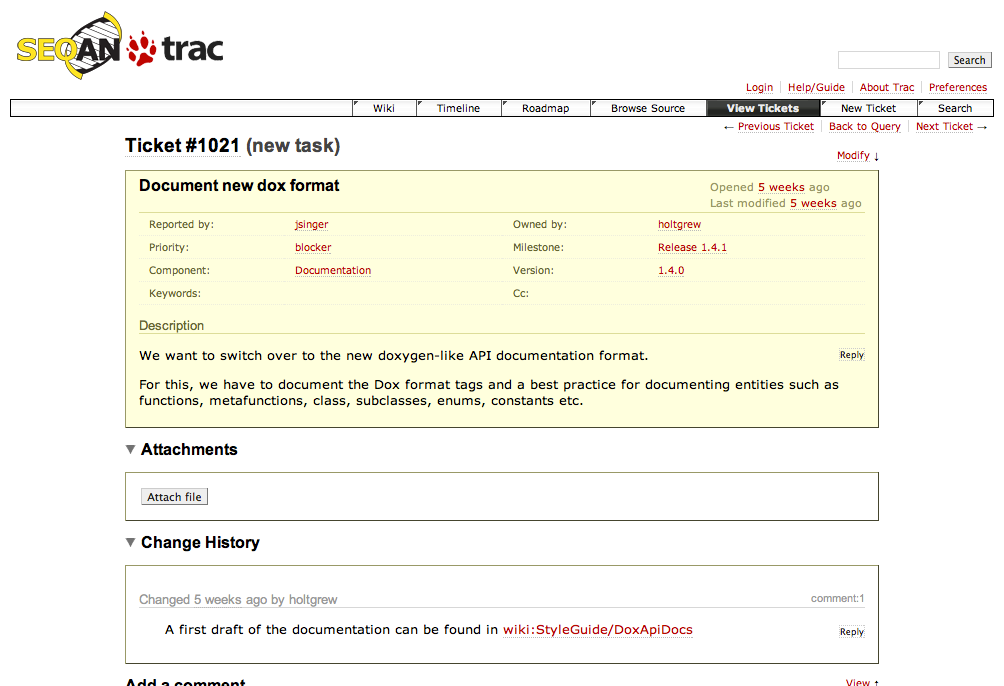 SEQAN trac
Search
Login Help/Guide About Trac Preferences
Wiki Timeline Roadmap Browse Source View Tickets New Ticket Search
← Previous Ticket Back to Query Next Ticket →
Ticket #1021 (new task)
Modify ↓
Document new dox format
Opened 5 weeks ago
Last modified 5 weeks ago
Reported by: jsinger Owned by: holtgrew
Priority: blocker Milestone: Release 1.4.1
Component: Documentation Version: 1.4.0
Keywords: Cc:
Description
We want to switch over to the new doxygen-like API documentation format. Reply
For this, we have to document the Dox format tags and a best practice for documenting entities such as
functions, metafunctions, class, subclasses, enums, constants etc.
▼ Attachments
Attach file
▼ Change History
Changed 5 weeks ago by holtgrew comment:1
A first draft of the documentation can be found in wiki:StyleGuide/DoxApiDocs Reply
Add a comment View ↑